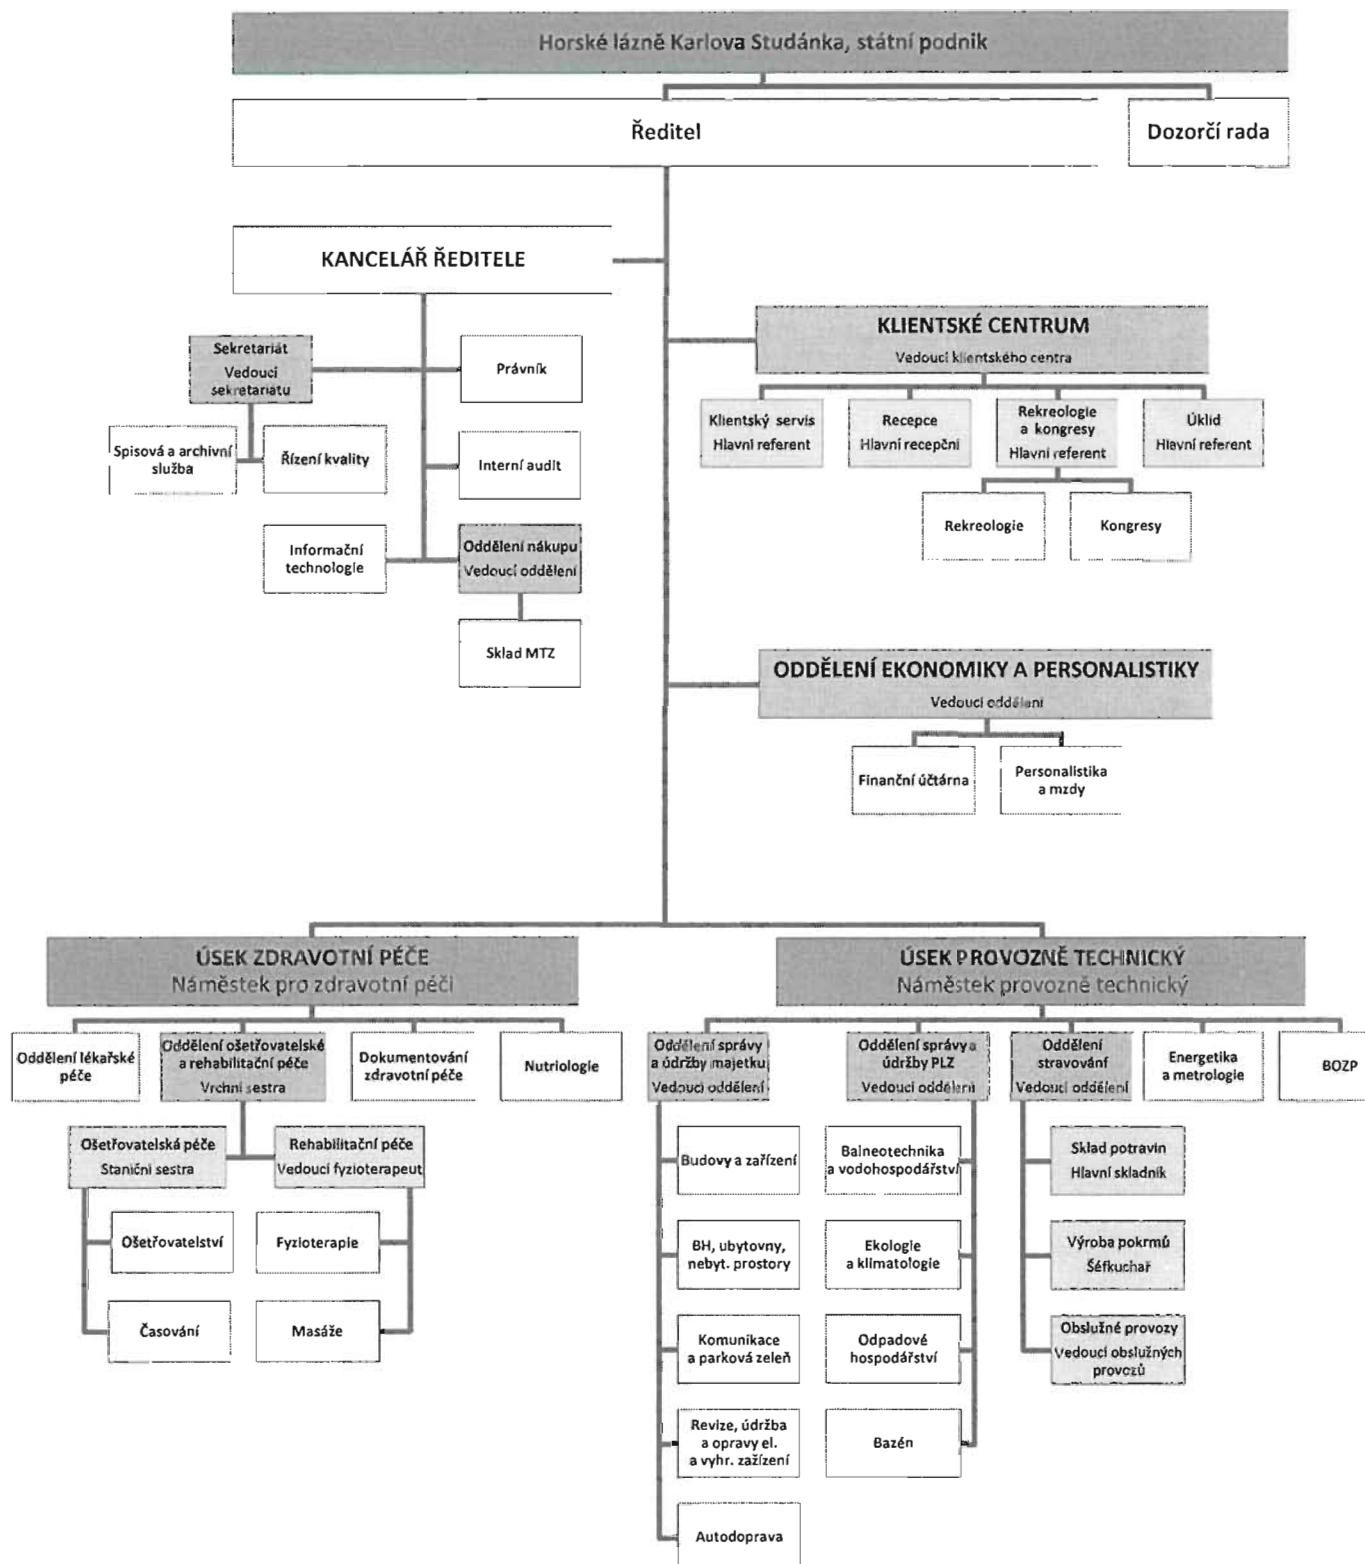 Horské lázně Karlova Studánka, státní podnik
Ředitel
Dozorčí rada
KANCELÁŘ ŘEDITELE
Sekretariát
Vedoucí
sekretariátu
Právník
Spisová a archivní
služba
Řízení kvality
Interní audit
Informační
technologie
Oddělení nákupu
Vedoucí oddělení
Sklad MTZ
KLIENTSKÉ CENTRUM
Vedoucí klientského centra
Klientský servis
Hlavní referent
Recepce
Hlavní recepční
Rekreologie
a kongresy
Hlavní referent
Úklid
Hlavní referent
Rekreologie
Kongresy
ODDĚLENÍ EKONOMIKY A PERSONALISTIKY
Vedoucí oddělení
Finanční účtárna
Personalistika
a mzdy
ÚSEK ZDRAVOTNÍ PÉČE
Náměstek pro zdravotní péči
Oddělení lékařské
péče
Oddělení ošetřovatelské
a rehabilitační péče
Vrchní sestra
Dokumentování
zdravotní péče
Nutriologie
Ošetřovatelská péče
Staniční sestra
Rehabilitační péče
Vedoucí fyzioterapeut
Ošetřovatelství
Fyzioterapie
Časování
Masáže
ÚSEK PROVOZNĚ TECHNICKÝ
Náměstek provozně technický
Oddělení správy
a údržby majetku
Vedoucí oddělení
Oddělení správy a
údržby PLZ
Vedoucí oddělení
Oddělení
stravování
Vedoucí oddělení
Energetika
a metrologie
BOZP
Budovy a zařízení
Balneotechnika
a vodohospodářství
Sklad potravin
Hlavní skladník
BH, ubytovny,
nebyt. prostory
Ekologie
a klimatologie
Výroba pokrmů
Šéfkuchař
Komunikace
a parková zeleň
Odpadové
hospodářství
Obslužné provozy
Vedoucí obslužných
provozů
Revize, údržba
a opravy el.
a vyhr. zažízení
Bazén
Autodoprava